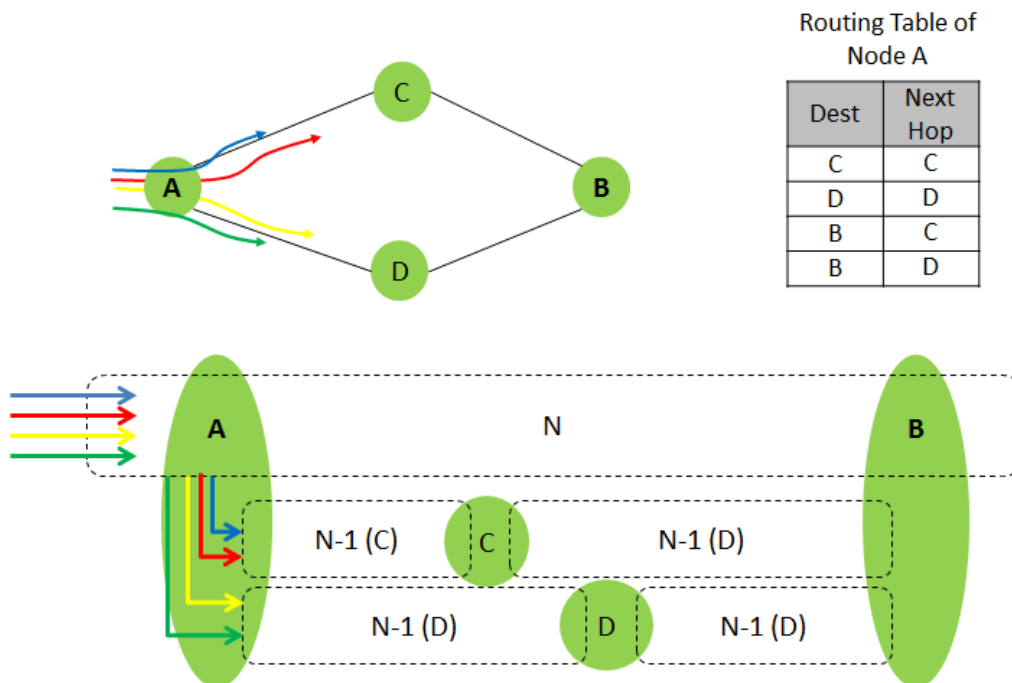 Routing Table of
Node A
Dest
Next
Hop
C
C
D
D
B
C
B
D
C
A
B
D
A
N
B
N-1 (C)
C
N-1 (D)
N-1 (D)
D
N-1 (D)